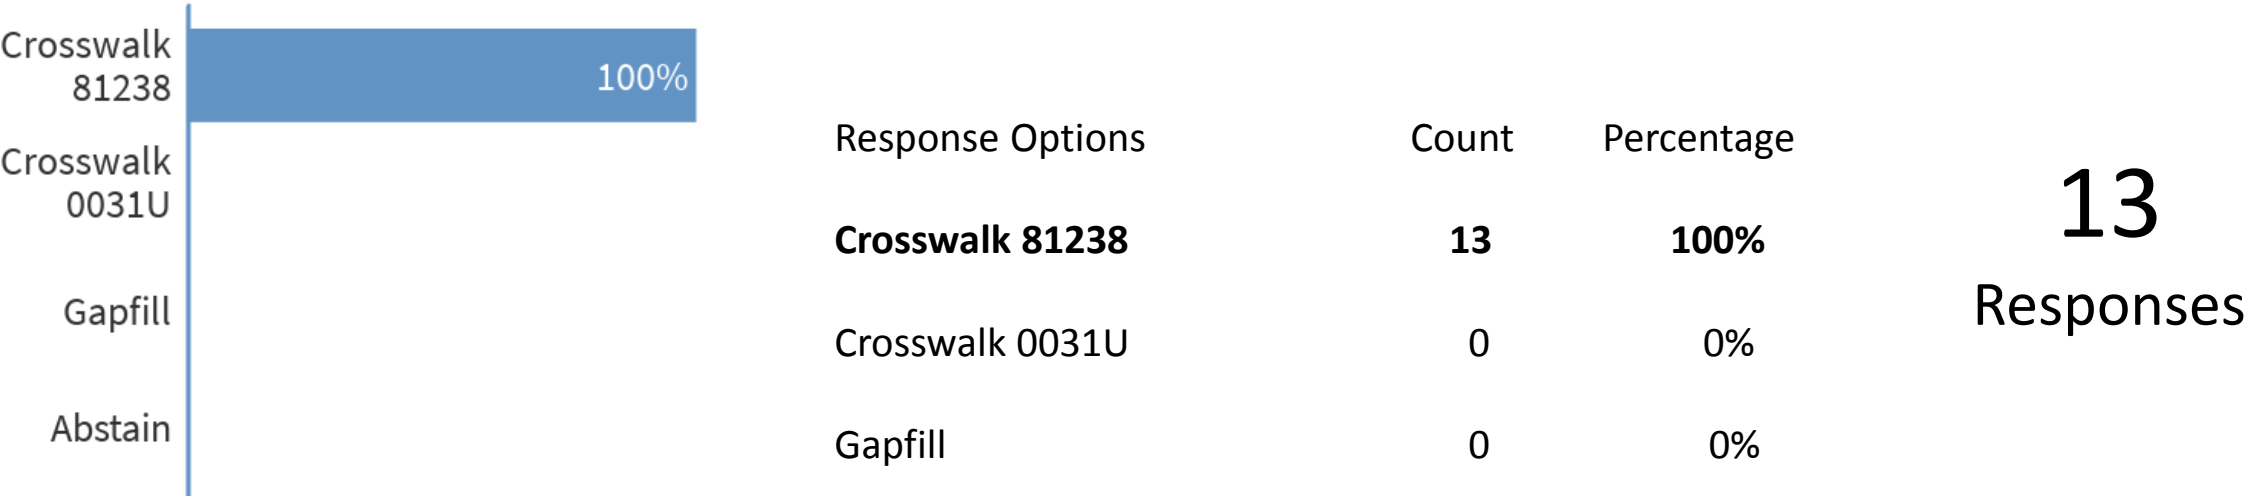 Crosswalk
81238
100%
Crosswalk
0031U
Gapfill
Abstain
Response Options Count Percentage
Crosswalk 81238 13 100%
Crosswalk 0031U 0 0%
Gapfill 0 0%
13
Responses